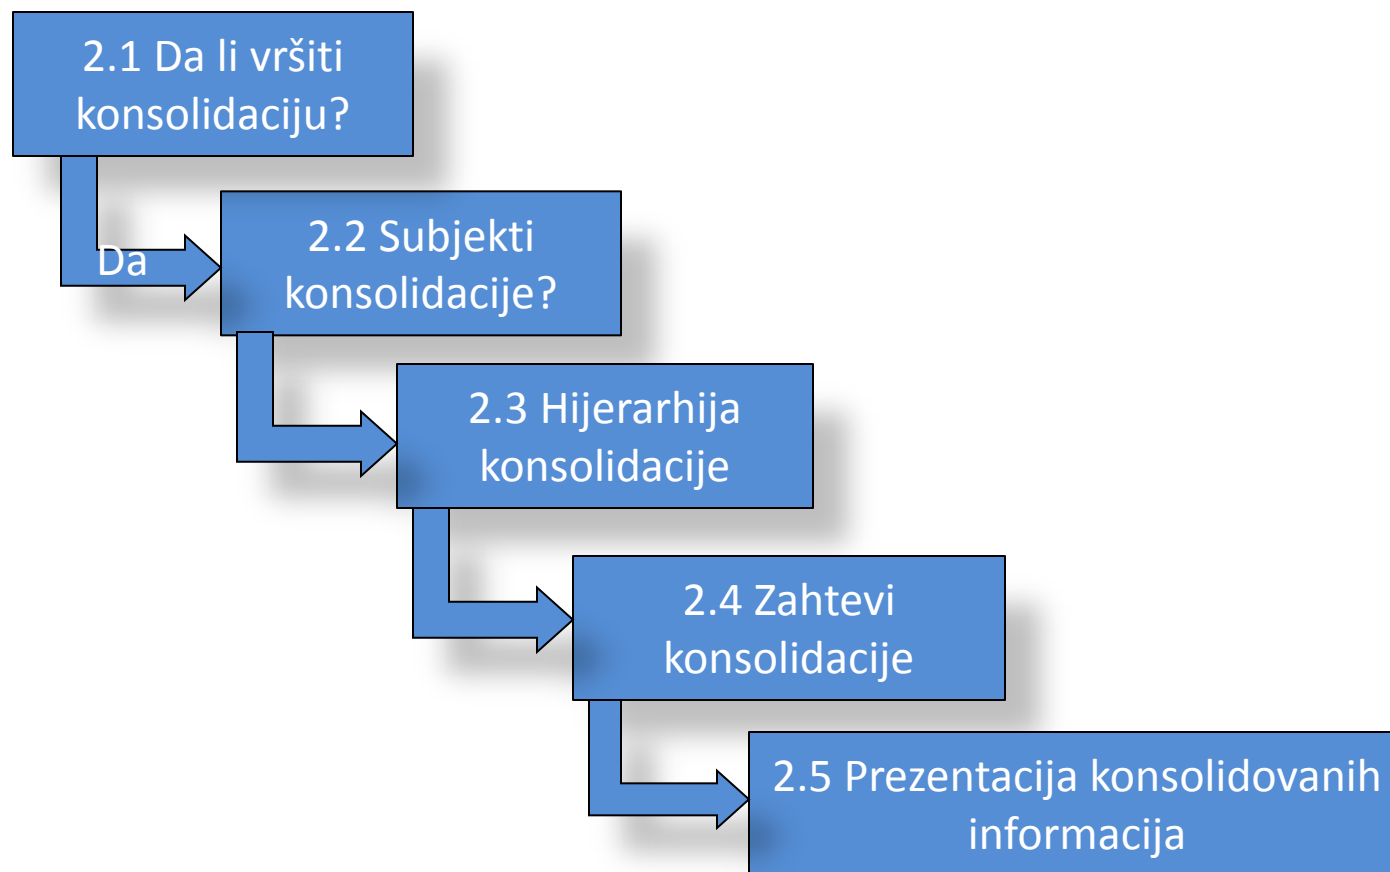 2.1 Da li vršiti
konsolidaciju?
Da
2.2 Subjekti
konsolidacije?
2.3 Hijerarhija
konsolidacije
2.4 Zahtevi
konsolidacije
2.5 Prezentacija konsolidovanih
informacija